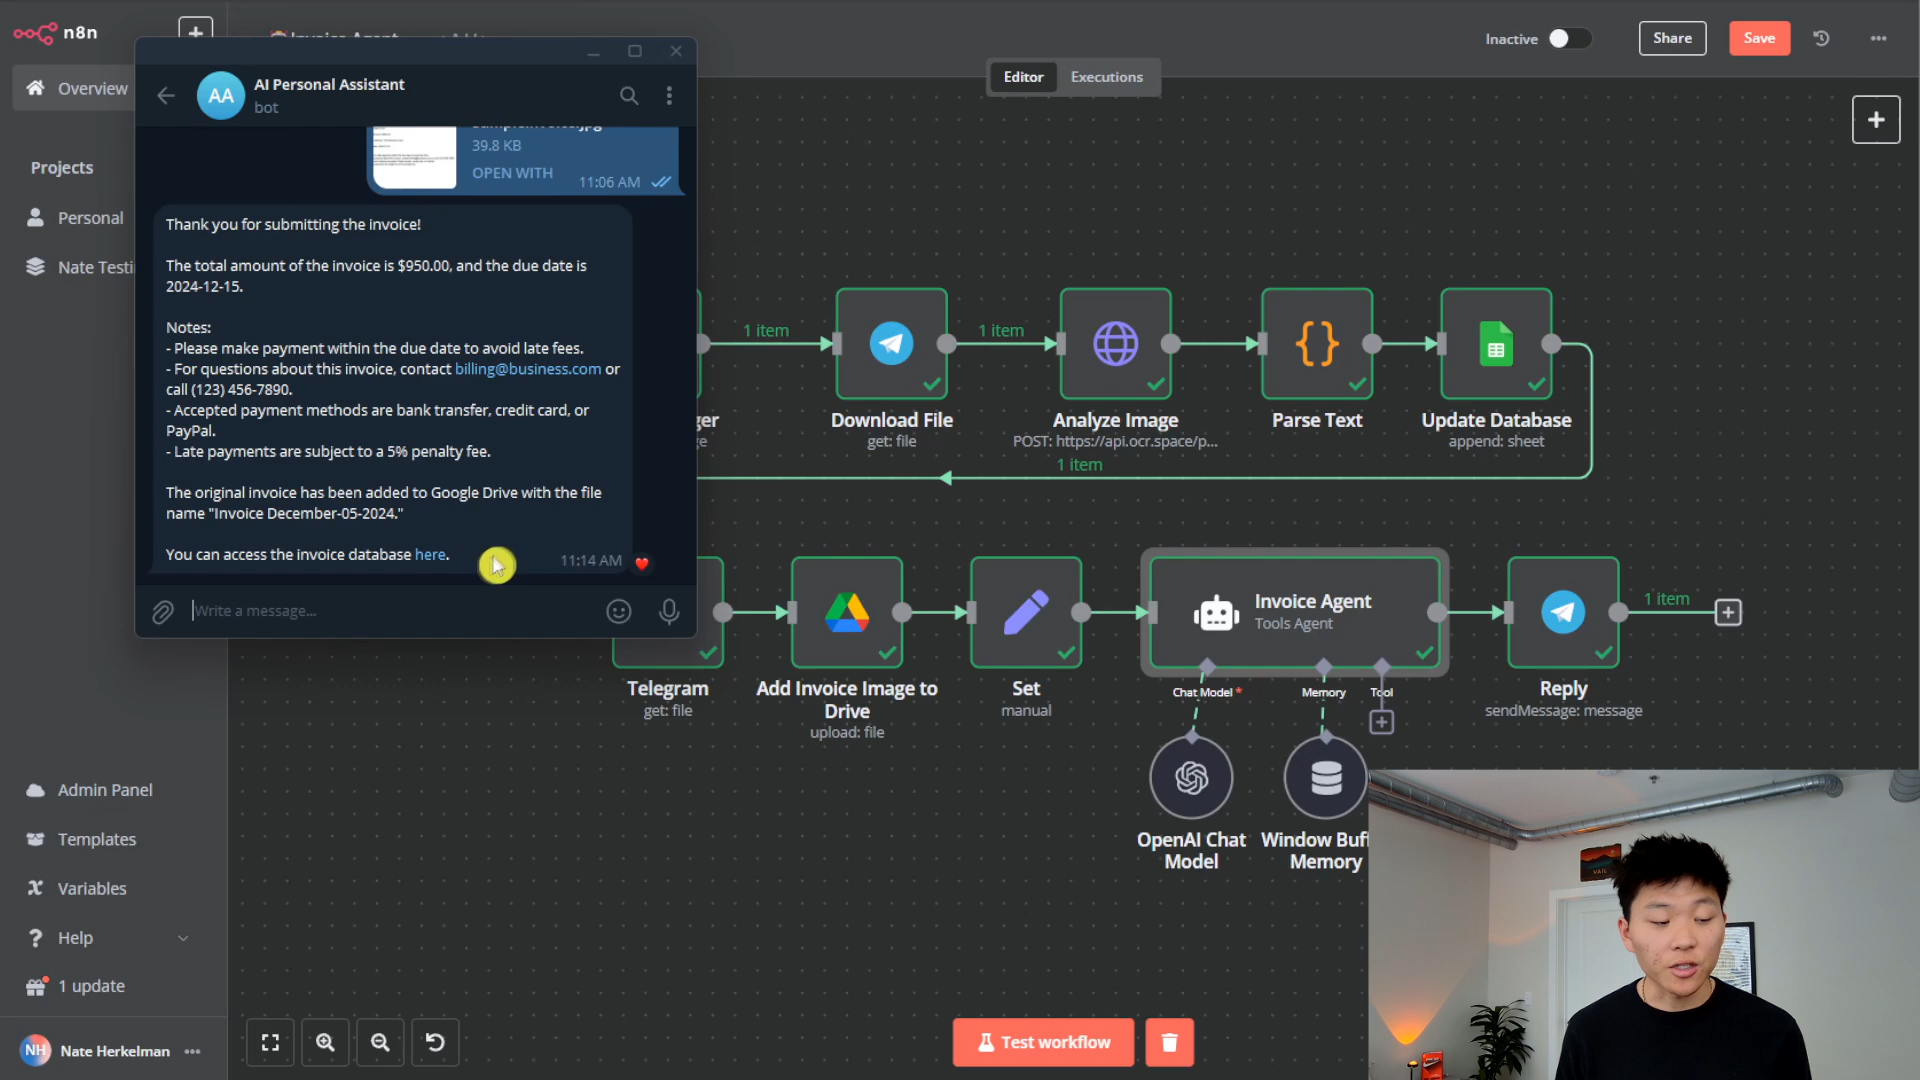 n8n
Overview
Projects
Personal
Nate Testi
Admin Panel
Templates
Variables
Help
1 update
NH
Nate Herkelman
Inactive
Share
Save
Editor
Executions
AA
AI Personal Assistant
bot
39.8 KB
OPEN WITH
11:06 AM
Thank you for submitting the invoice!
The total amount of the invoice is $950.00, and the due date is
2024-12-15.
Notes:
- Please make payment within the due date to avoid late fees.
- For questions about this invoice, contact billing@business.com or
call (123) 456-7890.
- Accepted payment methods are bank transfer, credit card, or
PayPal.
- Late payments are subject to a 5% penalty fee.
The original invoice has been added to Google Drive with the file
name "Invoice December-05-2024."
You can access the invoice database here.
11:14 AM
Write a message...
1 item
1 item
Download File
get: file
Analyze Image
POST: https://api.ocr.space/p...
Parse Text
Update Database
append: sheet
1 item
Telegram
get: file
Add Invoice Image to
Drive
upload: file
Set
manual
Invoice Agent
Tools Agent
Chat Model *
Memory
Tool
Reply
sendMessage: message
1 item
OpenAI Chat
Model
Window Buff
Memory
Test workflow
VAIL